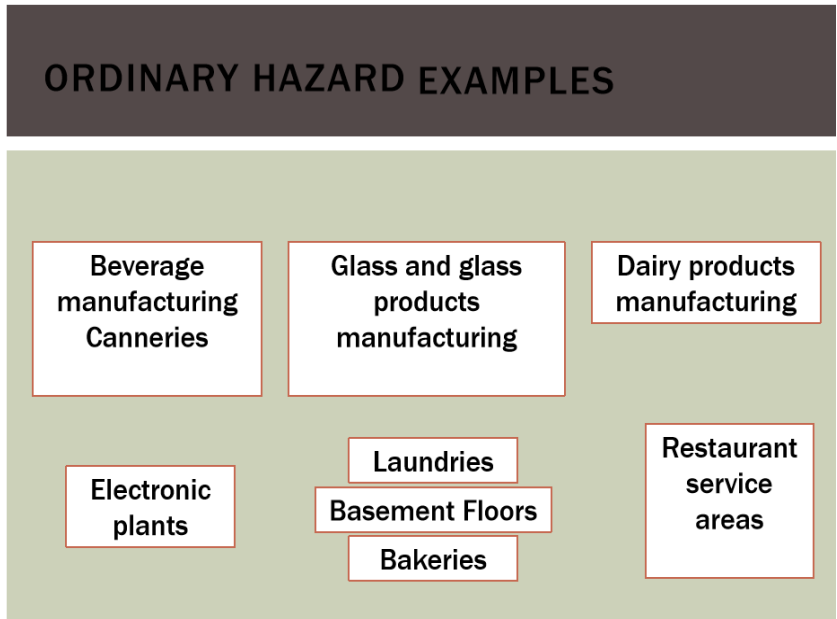 ORDINARY HAZARD EXAMPLES
Beverage
manufacturing
Canneries
Glass and glass
products
manufacturing
Dairy products
manufacturing
Electronic
plants
Laundries
Basement Floors
Bakeries
Restaurant
service
areas